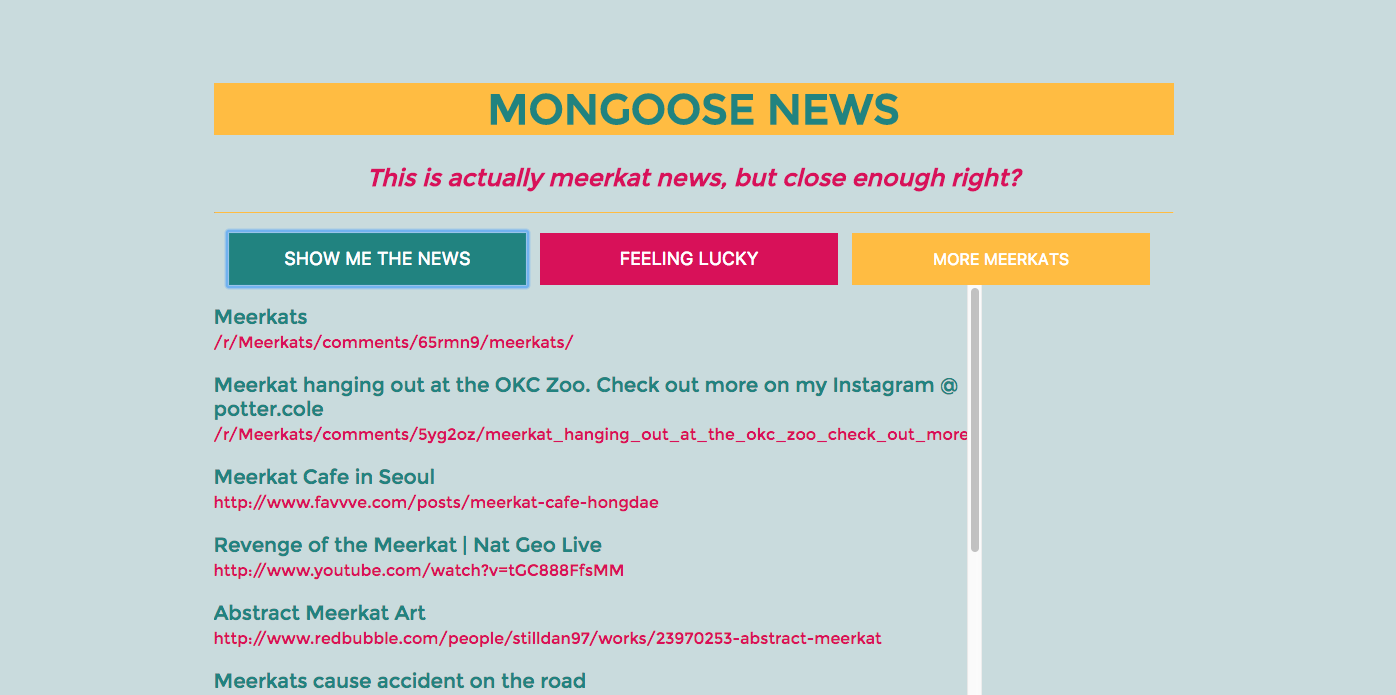 MONGOOSE NEWS
This is actually meerkat news, but close enough right?
SHOW ME THE NEWS
FEELING LUCKY
MORE MEERKATS
Meerkats
/r/Meerkats/comments/65rmn9/meerkats/
Meerkat hanging out at the OKC Zoo. Check out more on my Instagram @
potter.cole
/r/Meerkats/comments/5yg2oz/meerkat_hanging_out_at_the_okc_zoo_check_out_more
Meerkat Cafe in Seoul
http://www.favvve.com/posts/meerkat-cafe-hongdae
Revenge of the Meerkat | Nat Geo Live
http://www.youtube.com/watch?v=tGC888FfsMM
Abstract Meerkat Art
http://www.redbubble.com/people/stilldan97/works/23970253-abstract-meerkat
Meerkats cause accident on the road